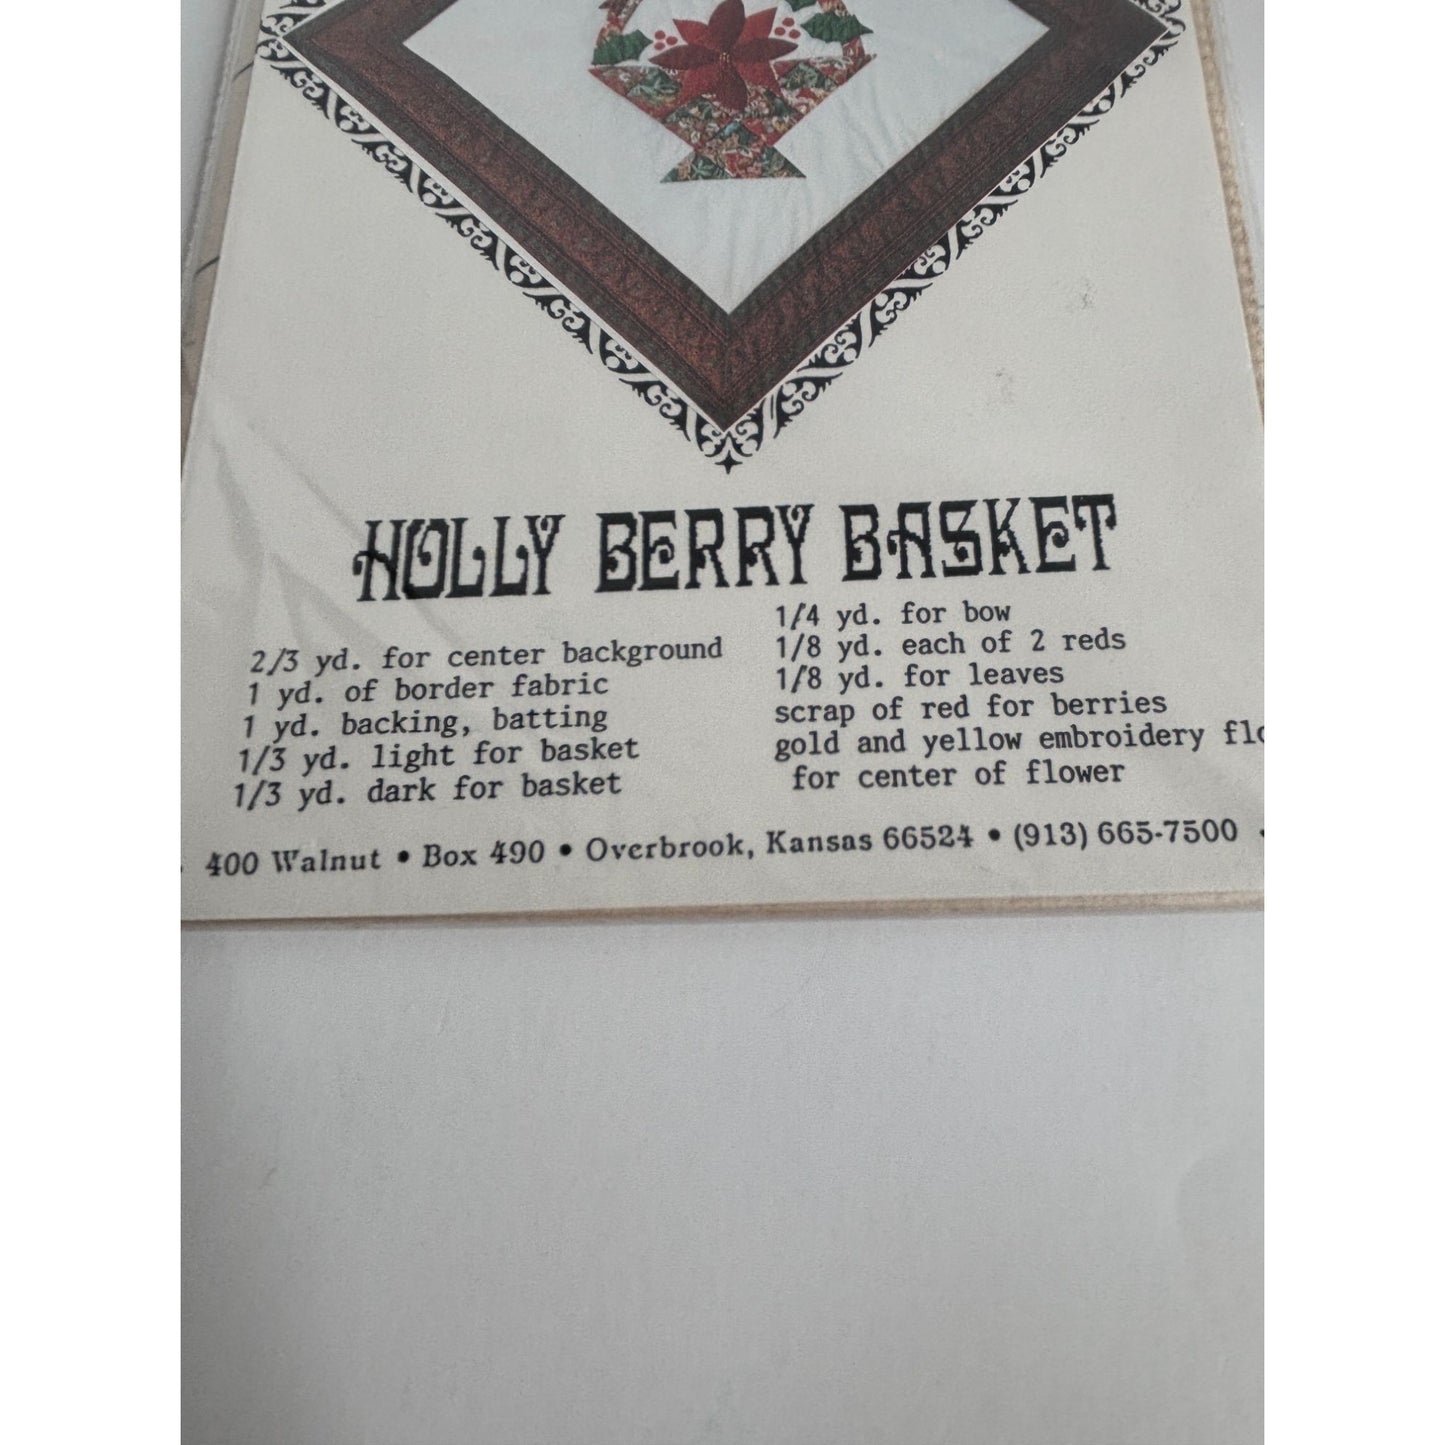 HOLLY BERRY BASKET
2/3 yd. for center background
1 yd. of border fabric
1 yd. backing, batting
1/3 yd. light for basket
1/3 yd. dark for basket
1/4 yd. for bow
1/8 yd. each of 2 reds
1/8 yd. for leaves
scrap of red for berries
gold and yellow embroidery
for center of flower
400 Walnut • Box 490 • Overbrook, Kansas 66524 • (913) 665-7500